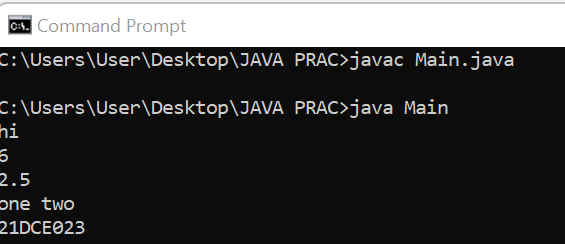 Command Prompt
C:\Users\User\Desktop\JAVA PRAC>javac Main.java
C:\Users\User\Desktop\JAVA PRAC>java Main
hi
6
2.5
one two
21DCE023